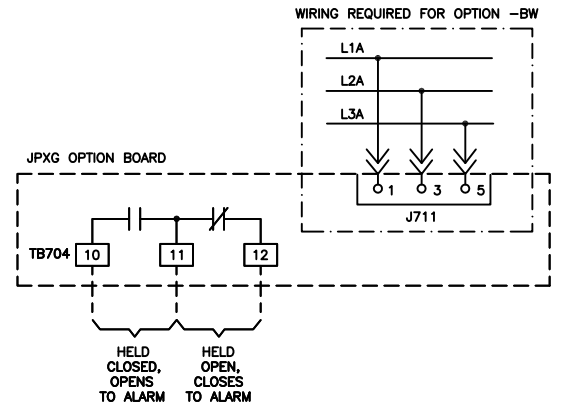 WIRING REQUIRED FOR OPTION -BW
L1A
L2A
L3A
JPXG OPTION BOARD
1 3 5
J711
TB704 10 11 12
HELD
CLOSED,
OPENS
TO ALARM
HELD
OPEN,
CLOSES
TO ALARM